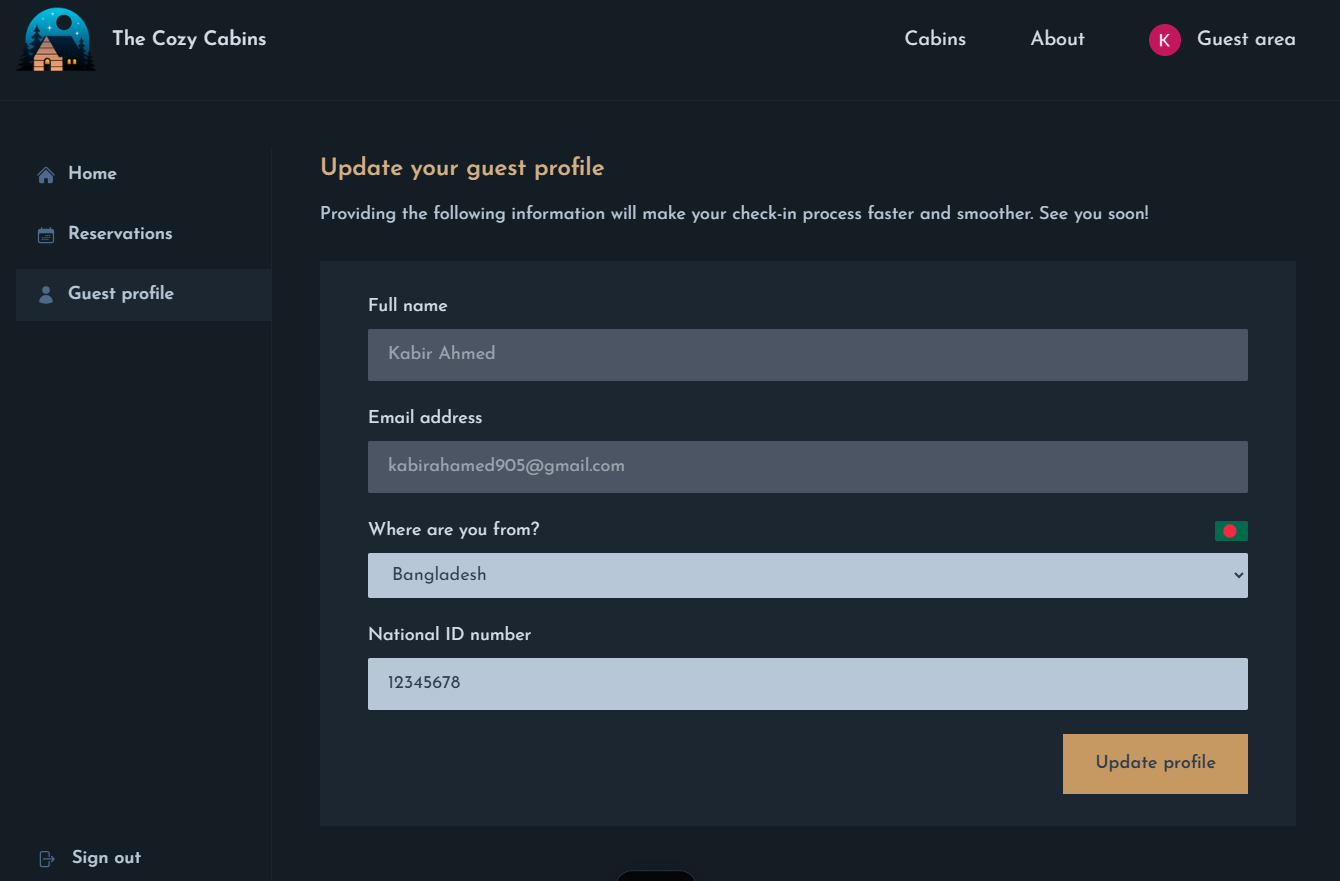 The Cozy Cabins
Cabins
About
K
Guest area
Home
Reservations
Guest profile
Update your guest profile
Providing the following information will make your check-in process faster and smoother. See you soon!
Full name
Kabir Ahmed
Email address
kabirahamed905@gmail.com
Where are you from?
Bangladesh
National ID number
12345678
Update profile
Sign out